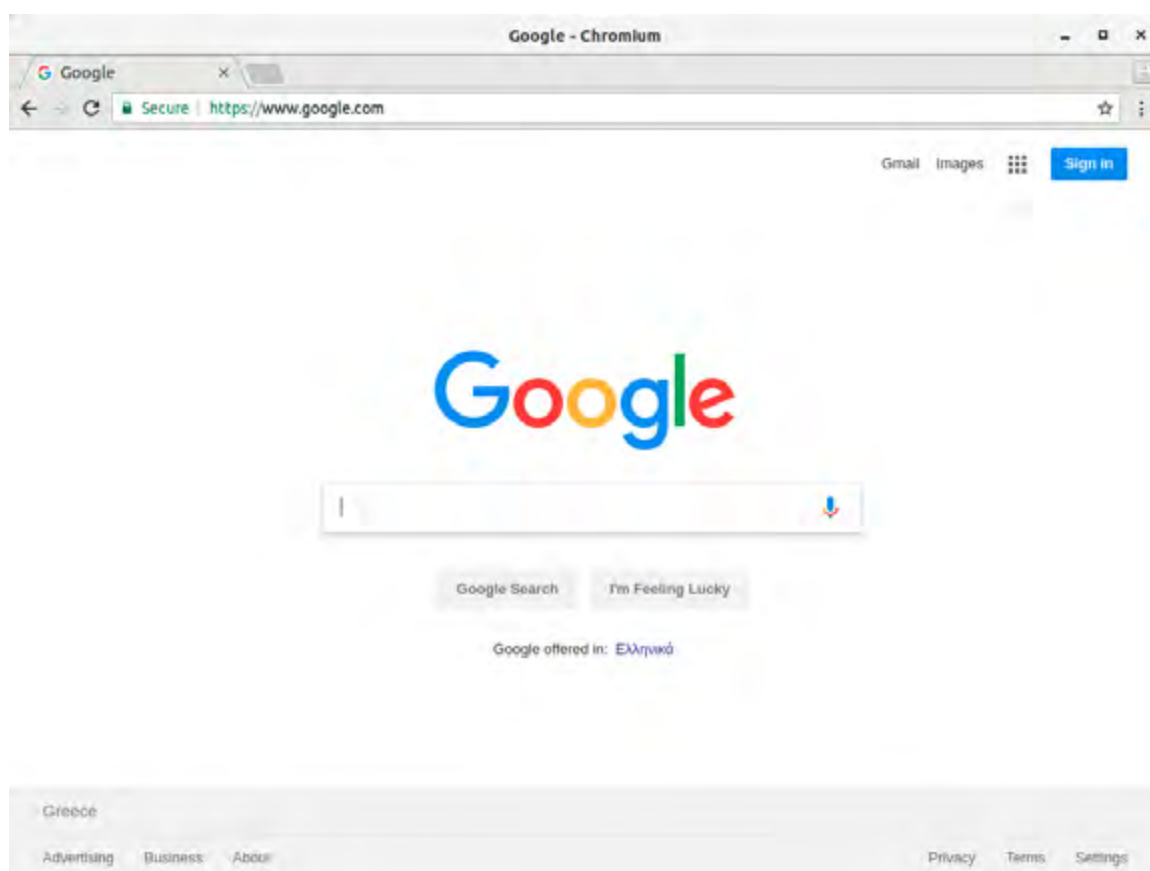 Google - Chromium
Google
Secure https://www.google.com
Gmail Images Sign in
Google
Google Search I'm Feeling Lucky
Google offered in: Ελληνικά
Greece
Advertising Business About Privacy Terms Settings